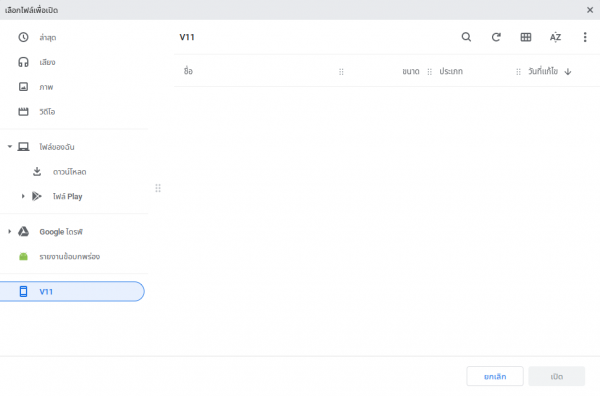 เลือกไฟล์เพื่อเปิด
ล่าสุด
เสียง
ภาพ
วิดีโอ
ไฟล์ของฉัน
ดาวน์โหลด
ไฟล์ Play
Google ไดรฟ์
รายงานข้อบกพร่อง
V11
V11
AZ
ชื่อ
ขนาด
ประเภท
วันที่แก้ไข
ยกเลิก
เปิด